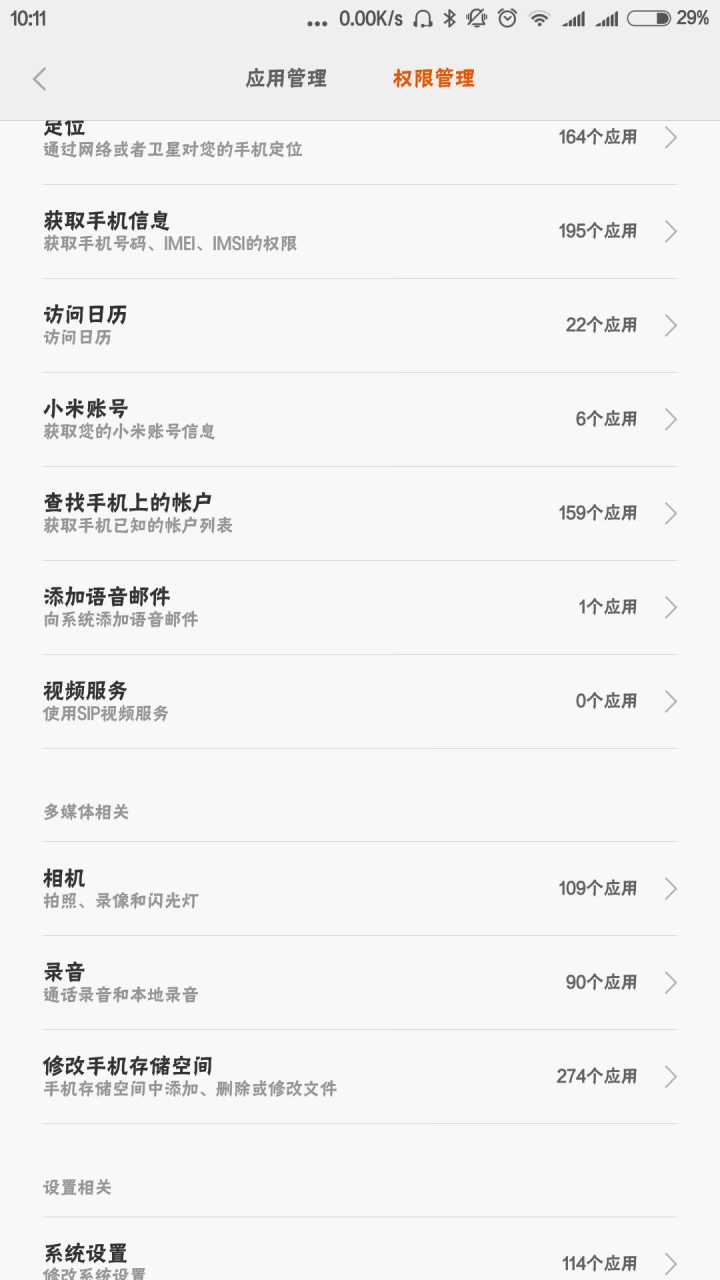 10:11
... 0.00K/s 29%
应用管理 权限管理
定位
通过网络或者卫星对您的手机定位
164个应用
获取手机信息
获取手机号码、IMEI、IMSI的权限
195个应用
访问日历
访问日历
22个应用
小米账号
获取您的小米账号信息
6个应用
查找手机上的帐户
获取手机已知的帐户列表
159个应用
添加语音邮件
向系统添加语音邮件
1个应用
视频服务
使用SIP视频服务
0个应用
多媒体相关
相机
拍照、录像和闪光灯
109个应用
录音
通话录音和本地录音
90个应用
修改手机存储空间
手机存储空间中添加、删除或修改文件
274个应用
设置相关
系统设置
修改系统设置
114个应用